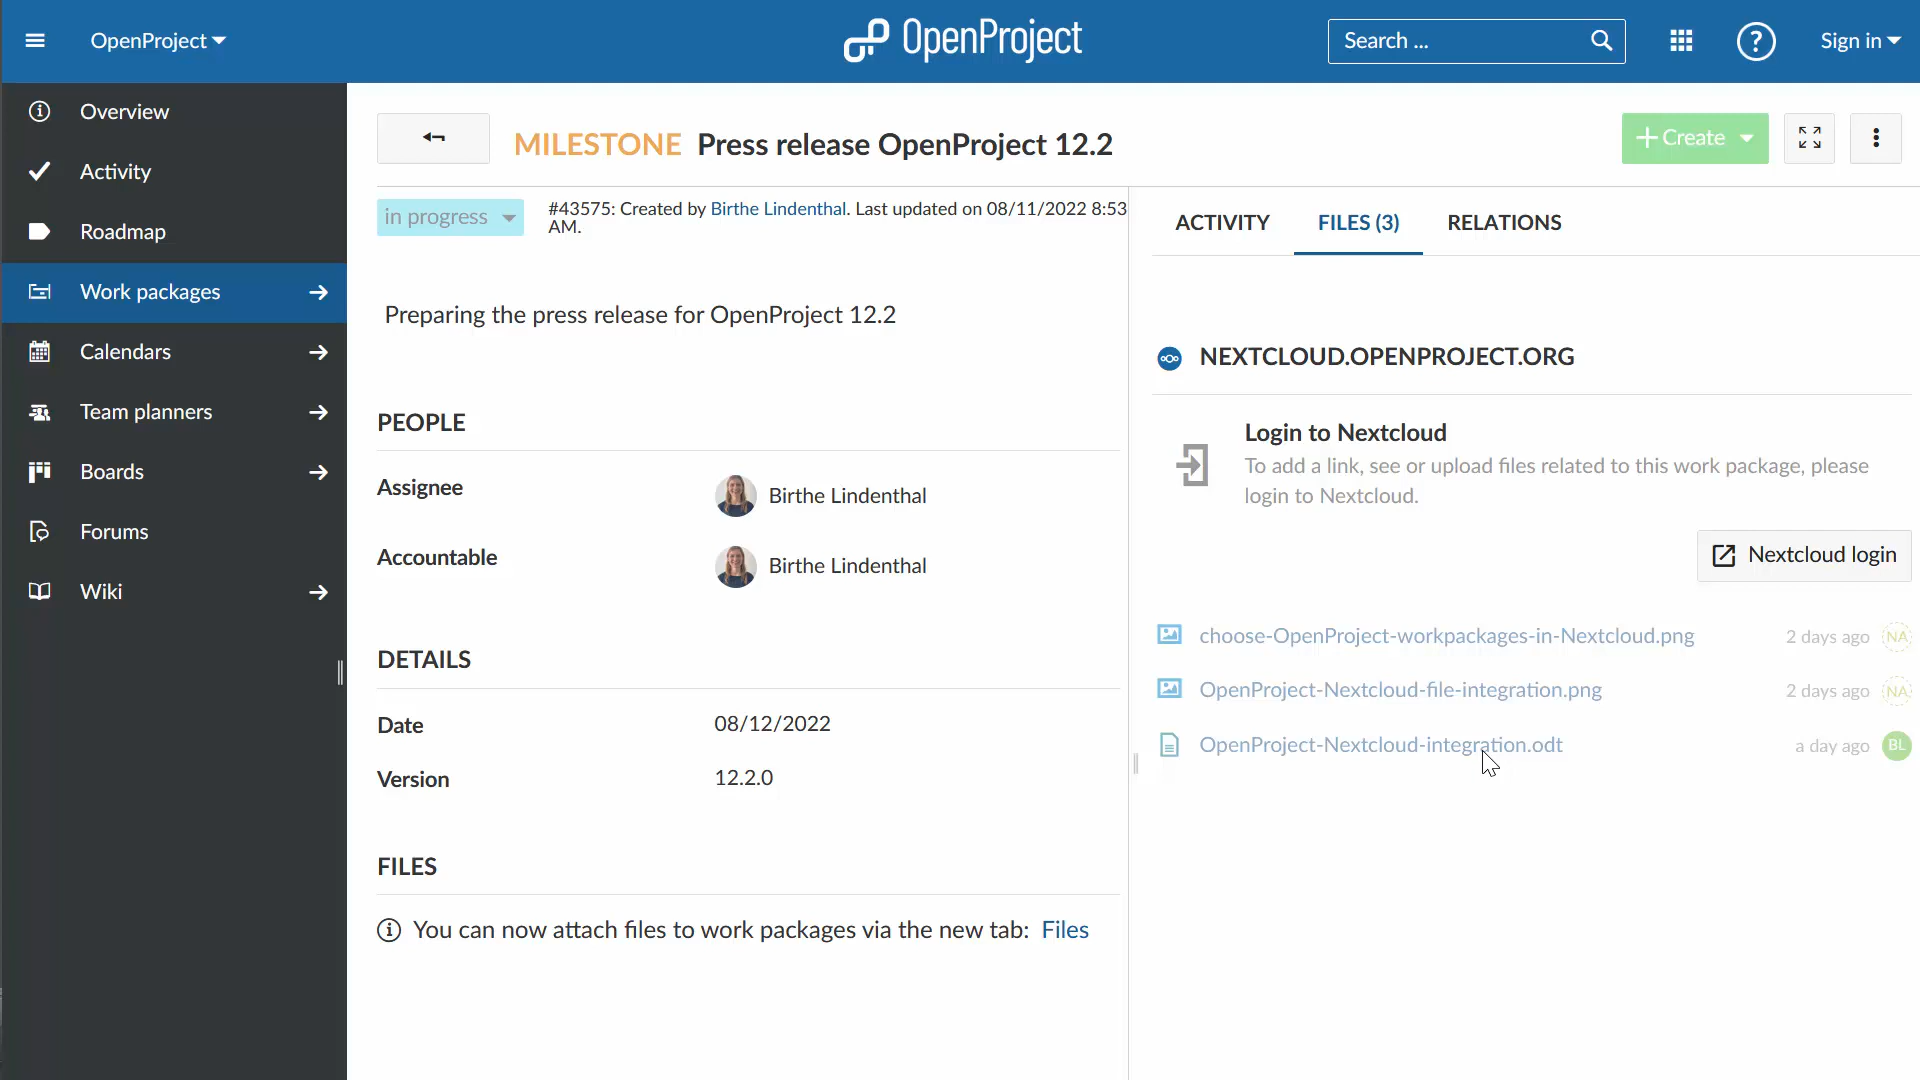 OpenProject
OpenProject
Search ...
?
Sign in
Overview
Activity
Roadmap
Work packages
Calendars
Team planners
Boards
Forums
Wiki
MILESTONE Press release OpenProject 12.2
Create
in progress
#43575: Created by Birthe Lindenthal. Last updated on 08/11/2022 8:53
AM.
Preparing the press release for OpenProject 12.2
PEOPLE
Assignee
Birthe Lindenthal
Accountable
Birthe Lindenthal
DETAILS
Date
08/12/2022
Version
12.2.0
FILES
You can now attach files to work packages via the new tab: Files
ACTIVITY
FILES (3)
RELATIONS
NEXTCLOUD.OPENPROJECT.ORG
Login to Nextcloud
To add a link, see or upload files related to this work package, please
login to Nextcloud.
Nextcloud login
choose-OpenProject-workpackages-in-Nextcloud.png 2 days ago NA
OpenProject-Nextcloud-file-integration.png 2 days ago NA
OpenProject-Nextcloud-integration.odt a day ago BL